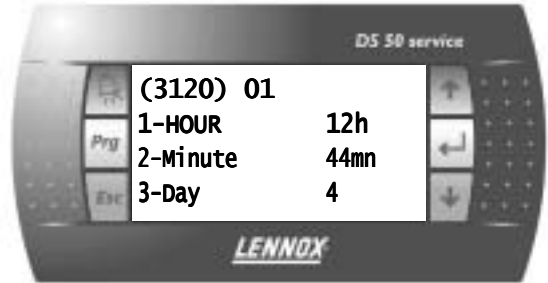 DS 50 service
(3120) 01
1-HOUR 12h
Prg
2-Minute 44mn
Esc
3-Day 4
LENNOX